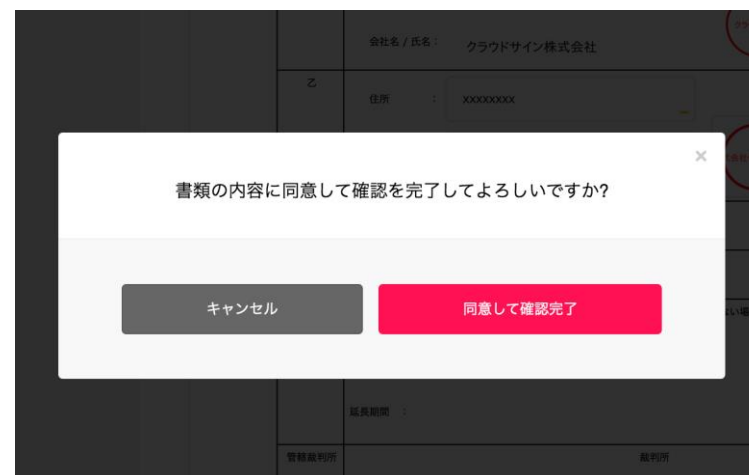 会社名 / 氏名 : クラウドサイン株式会社
乙
住所 : xxxxxxxx
×
書類の内容に同意して確認を完了してよろしいですか?
キャンセル 同意して確認完了
延長期間 :
管轄裁判所 裁判所